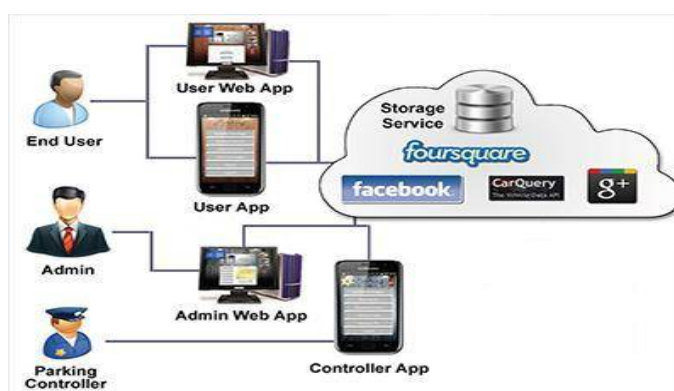 User Web App
Storage
Service
End User
foursquare
facebook
CarQuery
The Vehicle Data API
g+
User App
Admin
Admin Web App
Parking
Controller
Controller App